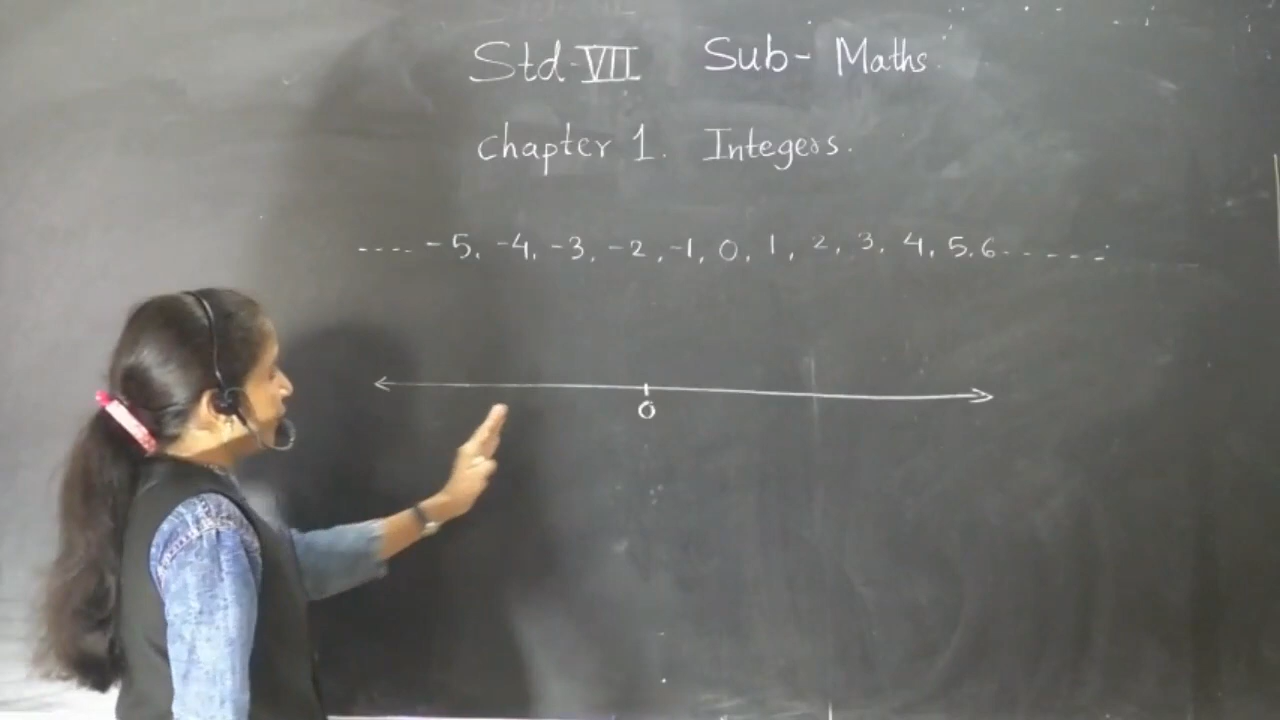 Std-VII Sub- Maths.
Chapter 1. Integers.
.... -5, -4, -3, -2, -1, 0, 1, 2, 3, 4, 5, 6 ......
0